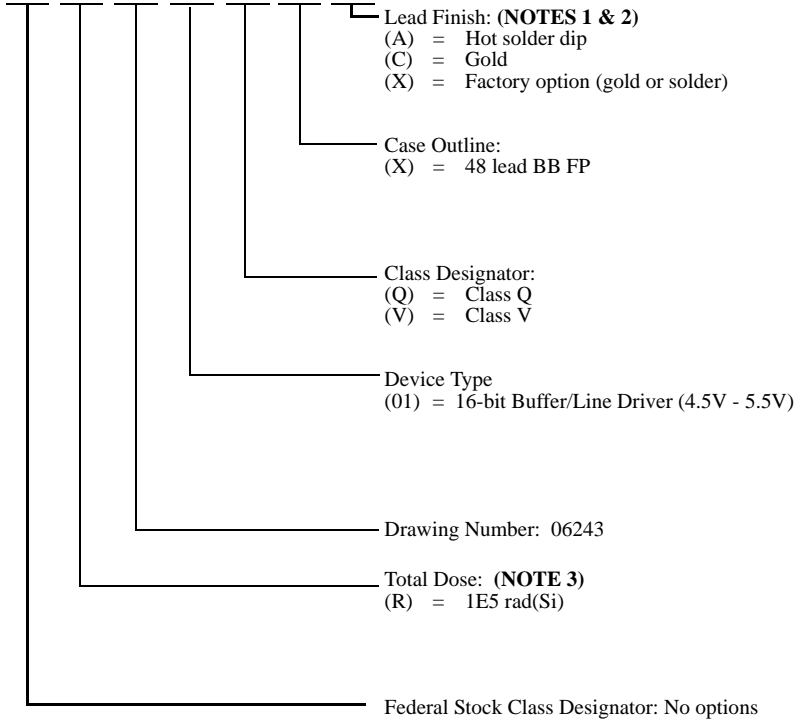 Lead Finish: (NOTES 1 & 2)
(A) = Hot solder dip
(C) = Gold
(X) = Factory option (gold or solder)
Case Outline:
(X) = 48 lead BB FP
Class Designator:
(Q) = Class Q
(V) = Class V
Device Type
(01) = 16-bit Buffer/Line Driver (4.5V - 5.5V)
Drawing Number: 06243
Total Dose: (NOTE 3)
(R) = 1E5 rad(Si)
Federal Stock Class Designator: No options